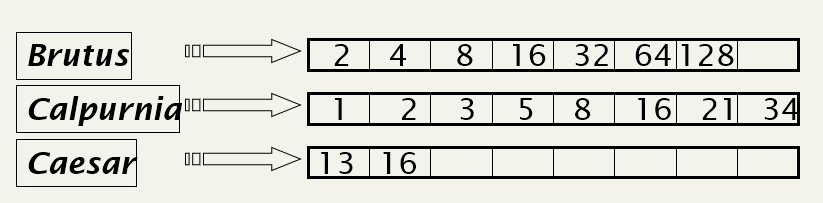 Brutus 2 4 8 16 32 64 128
Calpurnia 1 2 3 5 8 16 21 34
Caesar 13 16